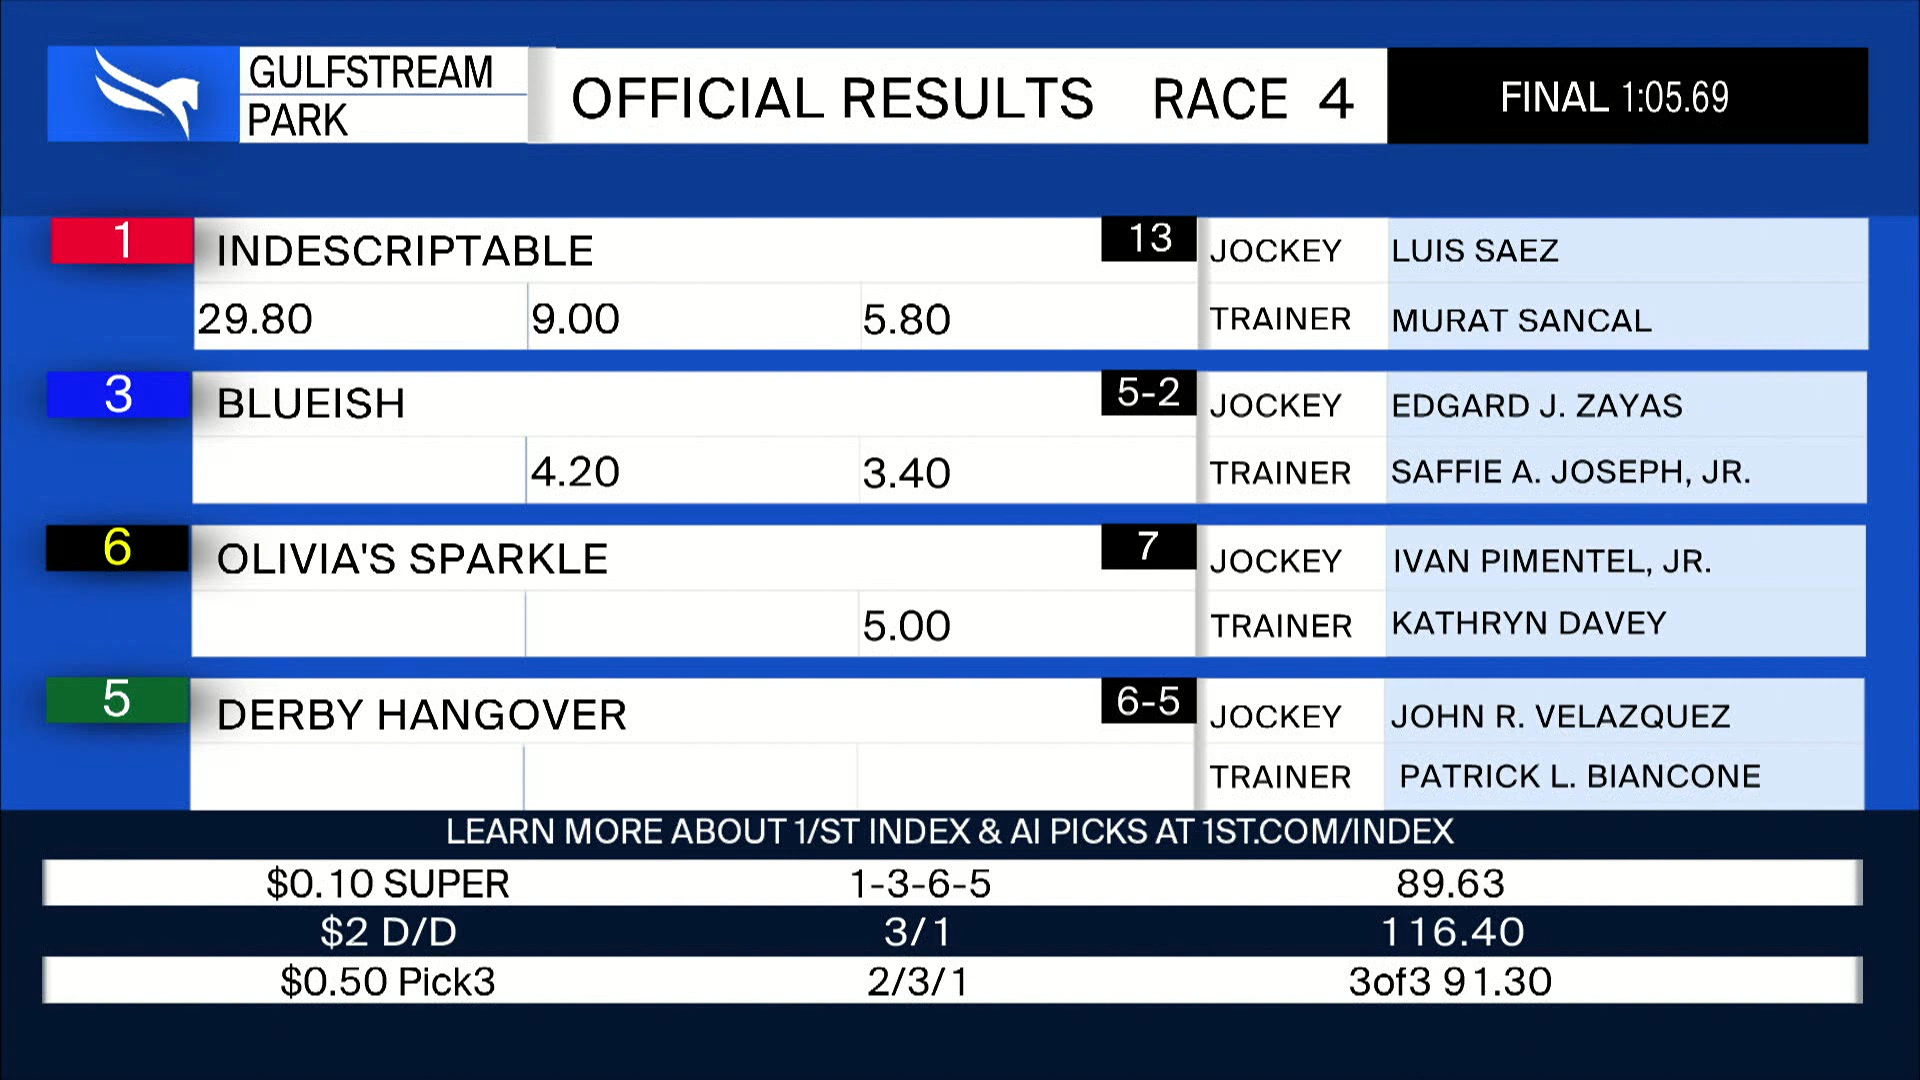 GULFSTREAM
PARK
OFFICIAL RESULTS RACE 4
FINAL 1:05.69
1 INDESCRIPTABLE 13 JOCKEY LUIS SAEZ
29.80 9.00 5.80 TRAINER MURAT SANCAL
3 BLUEISH 5-2 JOCKEY EDGARD J. ZAYAS
4.20 3.40 TRAINER SAFFIE A. JOSEPH, JR.
6 OLIVIA'S SPARKLE 7 JOCKEY IVAN PIMENTEL, JR.
5.00 TRAINER KATHRYN DAVEY
5 DERBY HANGOVER 6-5 JOCKEY JOHN R. VELAZQUEZ
TRAINER PATRICK L. BIANCONE
LEARN MORE ABOUT 1/ST INDEX & AI PICKS AT 1ST.COM/INDEX
$0.10 SUPER 1-3-6-5 89.63
$2 D/D 3/1 116.40
$0.50 Pick3 2/3/1 3of3 91.30